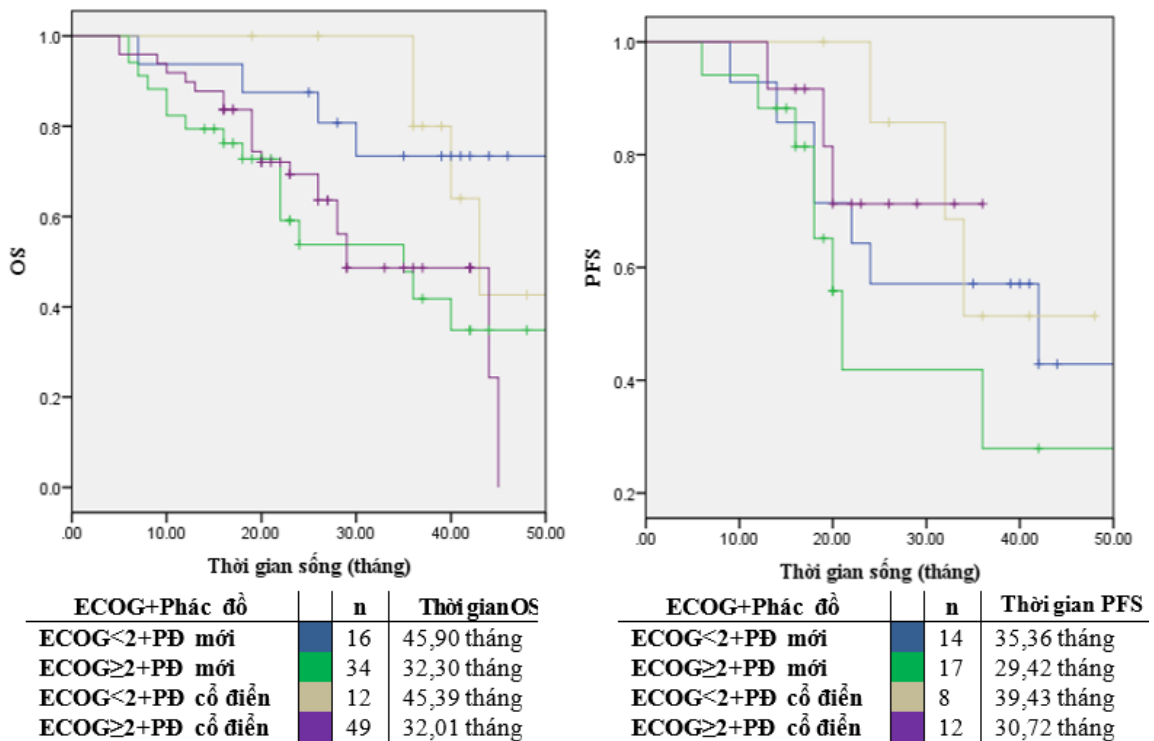 OS
1.0
0.8
0.6
0.4
0.2
0.0
.00 10.00 20.00 30.00 40.00 50.00
Thời gian sống (tháng)
ECOG+Phác đồ n Thời gian OS
ECOG<2+PĐ mới 16 45,90 tháng
ECOG≥2+PĐ mới 34 32,30 tháng
ECOG<2+PĐ cổ điển 12 45,39 tháng
ECOG≥2+PĐ cổ điển 49 32,01 tháng
PFS
1.0
0.8
0.6
0.4
0.2
.00 10.00 20.00 30.00 40.00 50.00
Thời gian sống (tháng)
ECOG+Phác đồ n Thời gian PFS
ECOG<2+PĐ mới 14 35,36 tháng
ECOG≥2+PĐ mới 17 29,42 tháng
ECOG<2+PĐ cổ điển 8 39,43 tháng
ECOG≥2+PĐ cổ điển 12 30,72 tháng